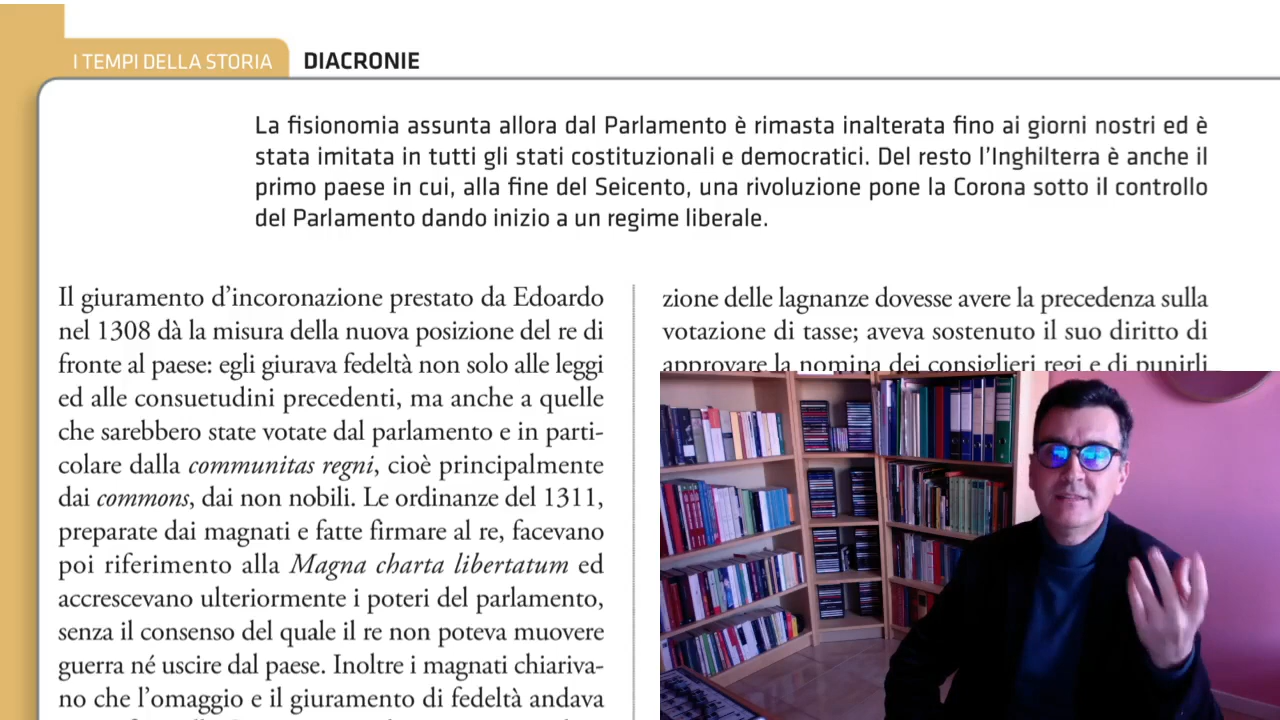 I TEMPI DELLA STORIA DIACRONIE
La fisionomia assunta allora dal Parlamento è rimasta inalterata fino ai giorni nostri ed è
stata imitata in tutti gli stati costituzionali e democratici. Del resto l’Inghilterra è anche il
primo paese in cui, alla fine del Seicento, una rivoluzione pone la Corona sotto il controllo
del Parlamento dando inizio a un regime liberale.
Il giuramento d’incoronazione prestato da Edoardo
nel 1308 dà la misura della nuova posizione del re di
fronte al paese: egli giurava fedeltà non solo alle leggi
ed alle consuetudini precedenti, ma anche a quelle
che sarebbero state votate dal parlamento e in parti-
colare dalla communitas regni, cioè principalmente
dai commons, dai non nobili. Le ordinanze del 1311,
preparate dai magnati e fatte firmare al re, facevano
poi riferimento alla Magna charta libertatum ed
accrescevano ulteriormente i poteri del parlamento,
senza il consenso del quale il re non poteva muovere
guerra né uscire dal paese. Inoltre i magnati chiariva-
no che l’omaggio e il giuramento di fedeltà andava
zione delle lagnanze dovesse avere la precedenza sulla
votazione di tasse; aveva sostenuto il suo diritto di
approvare la nomina dei consiglieri regi e di punirli